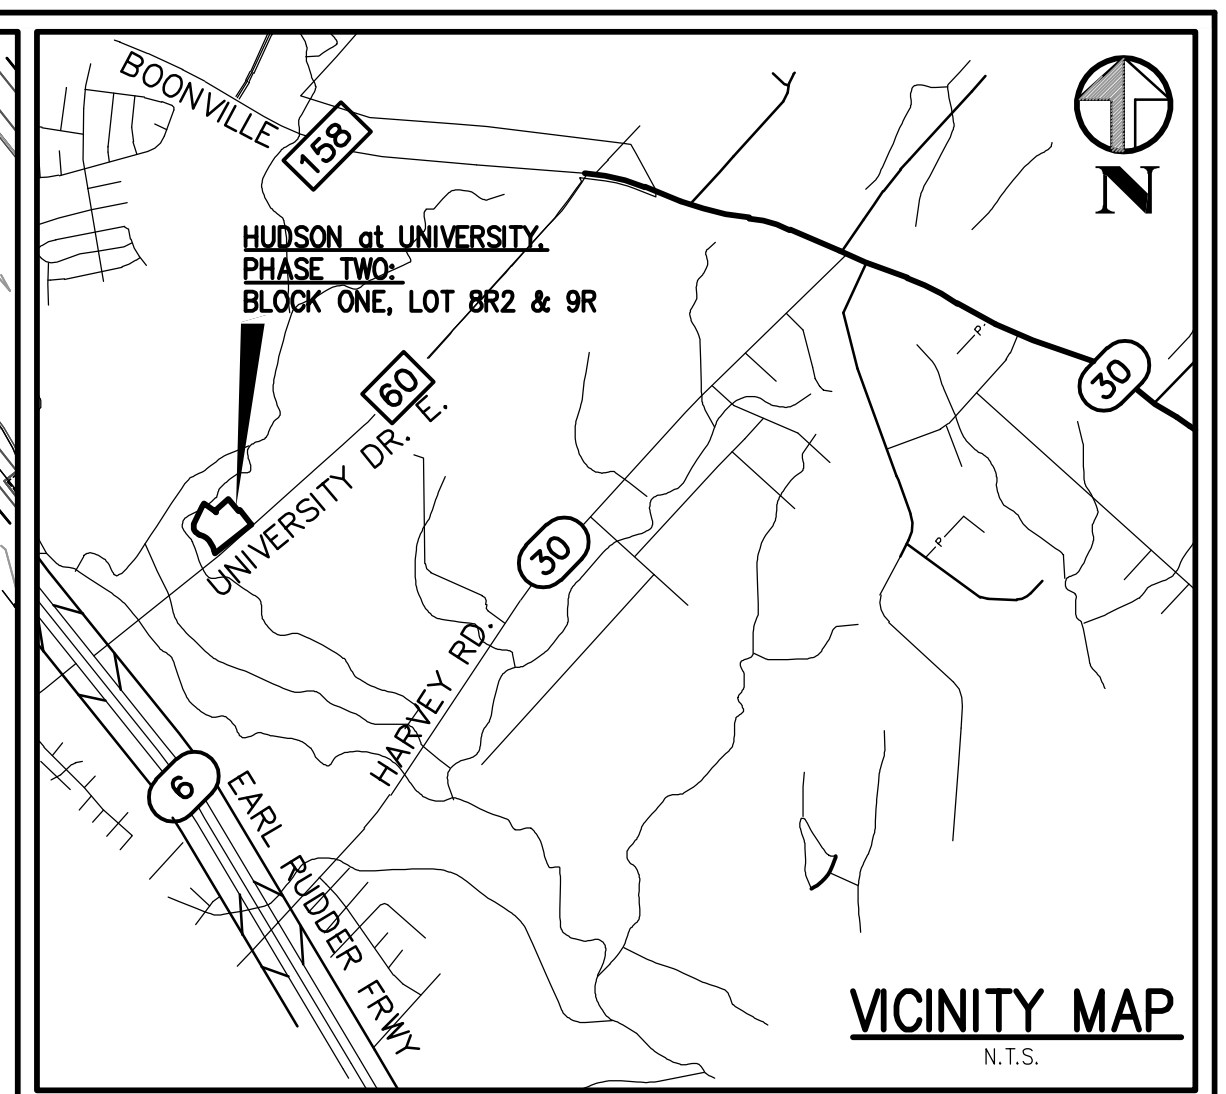 BOONVILLE
158
N
HUDSON at UNIVERSITY,
PHASE TWO:
BLOCK ONE, LOT 8R2 & 9R
P.
30
60
UNIVERSITY DR. E.
P.
30
HARVEY RD.
6
EARL RUDDER FRWY
VICINITY MAP
N.T.S.